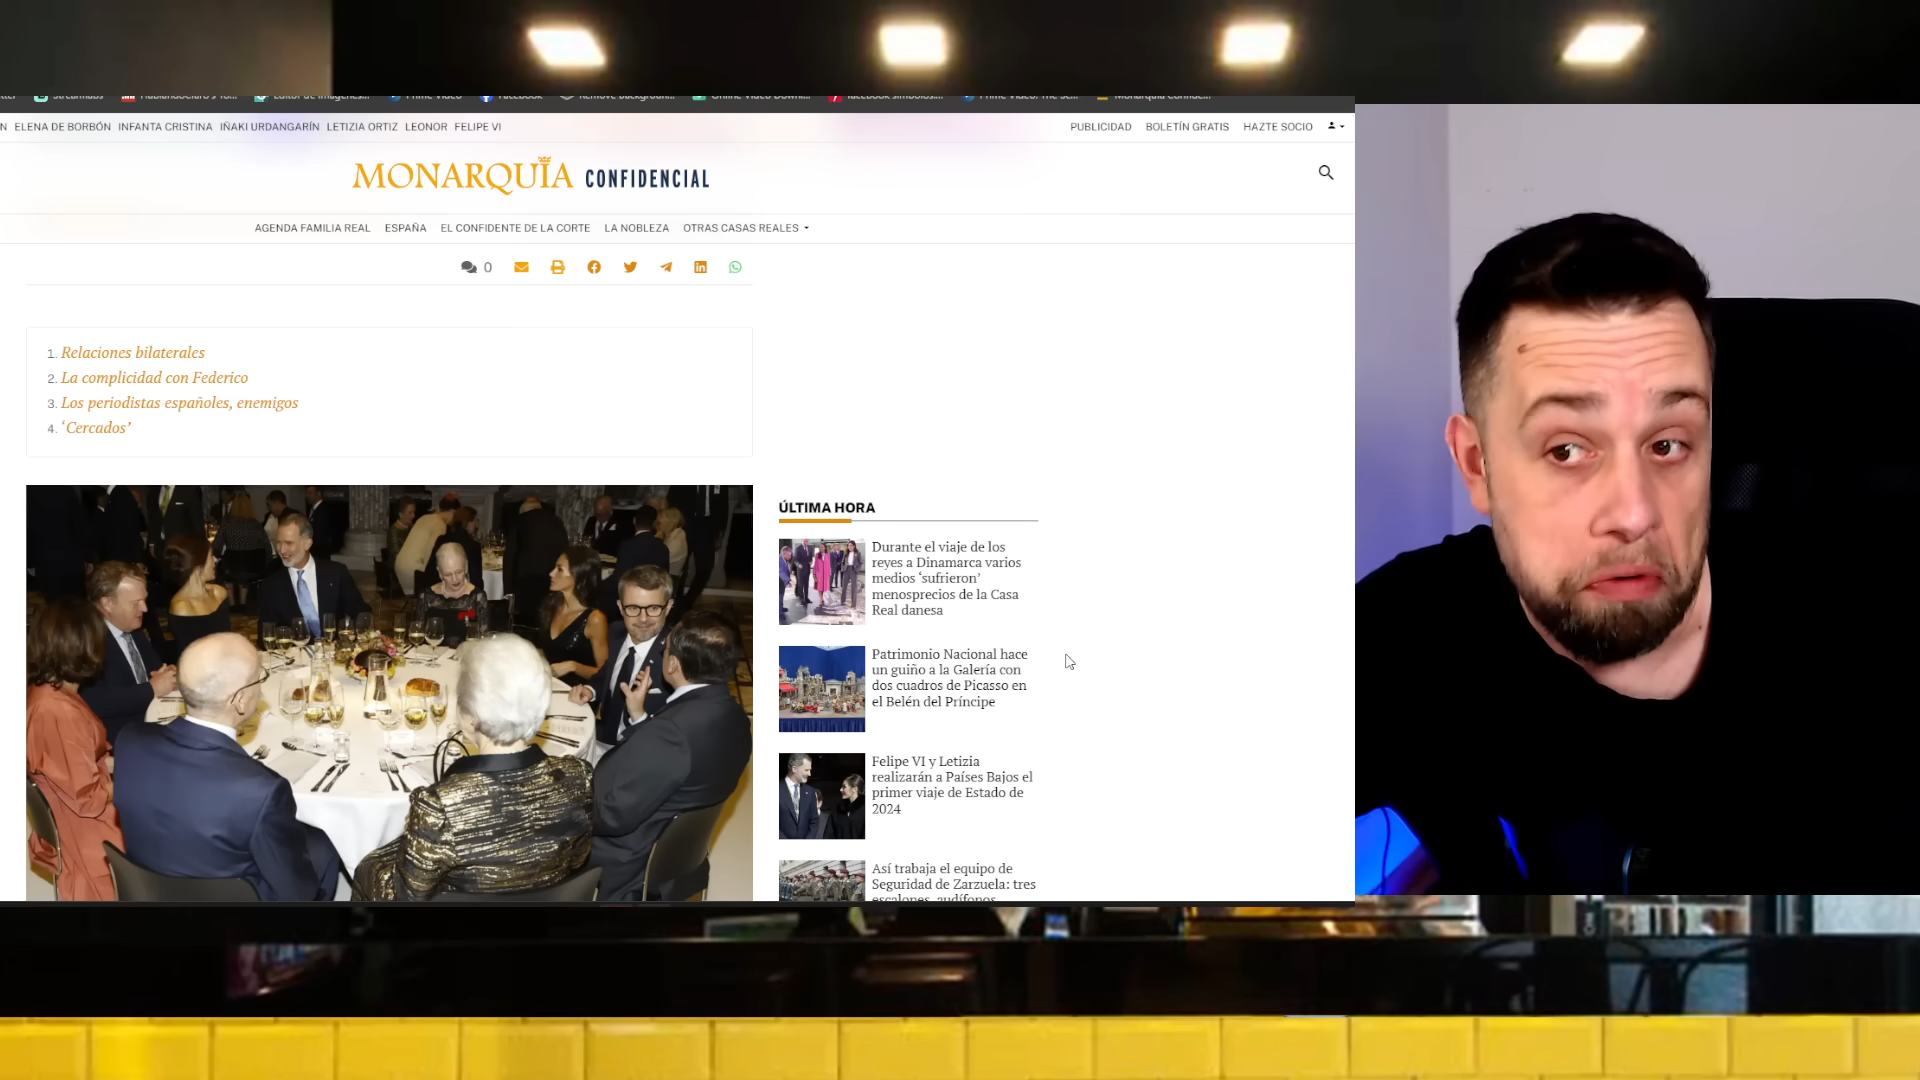 ELENA DE BORBÓN INFANTA CRISTINA IÑAKI URDANGARÍN LETIZIA ORTIZ LEONOR FELIPE VI
PUBLICIDAD BOLETÍN GRATIS HAZTE SOCIO
MONARQUÍA CONFIDENCIAL
AGENDA FAMILIA REAL ESPAÑA EL CONFIDENTE DE LA CORTE LA NOBLEZA OTRAS CASAS REALES
0
1. Relaciones bilaterales
2. La complicidad con Federico
3. Los periodistas españoles, enemigos
4. ‘Cercados’
ÚLTIMA HORA
Durante el viaje de los
reyes a Dinamarca varios
medios ‘sufrieron’
menosprecios de la Casa
Real danesa
Patrimonio Nacional hace
un guiño a la Galería con
dos cuadros de Picasso en
el Belén del Príncipe
Felipe VI y Letizia
realizarán a Países Bajos el
primer viaje de Estado de
2024
Así trabaja el equipo de
Seguridad de Zarzuela: tres
escalones, audífonos